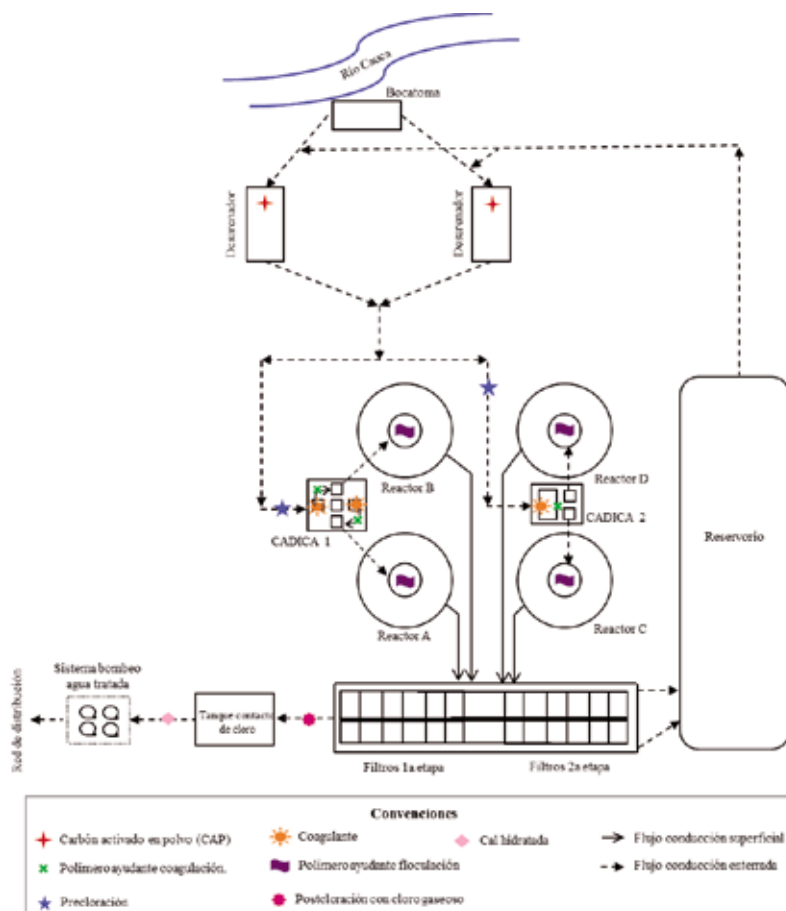 Río Cauca
Bocatoma
Desarenador
Desarenador
Reactor B
Reactor D
CADICA 1
CADICA 2
Reservorio
Reactor A
Reactor C
Sistema bombeo
agua tratada
Red de distribución
Tanque contacto
de cloro
Filtros 1a etapa
Filtros 2a etapa
Convenciones
Carbón activado en polvo (CAP)
Coagulante
Cal hidratada
Flujo conducción superficial
Polímero ayudante coagulación.
Polímero ayudante floculación
Flujo conducción enterrada
Precloración
Postcloración con cloro gaseoso